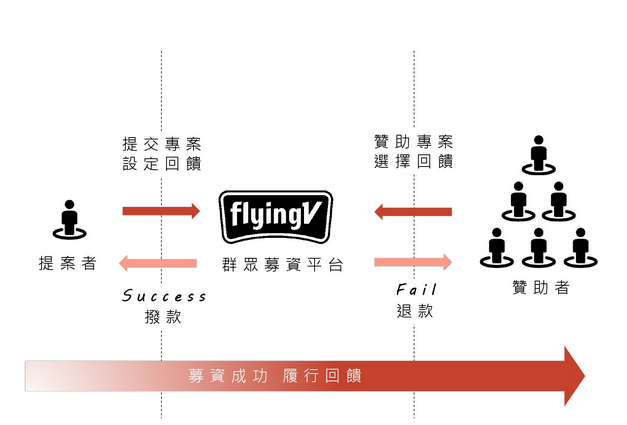 提交專案
設定回饋
贊助專案
選擇回饋
flyingV
提案者
群眾募資平台
贊助者
Success
撥款
Fail
退款
募資成功 履行回饋